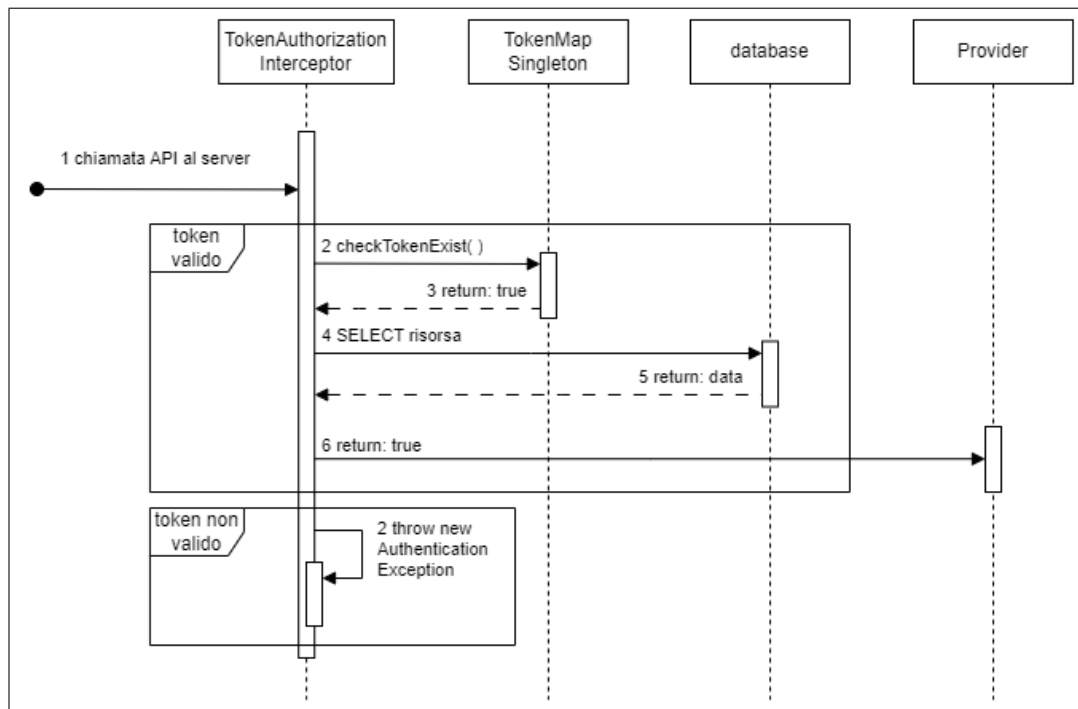 TokenAuthorization
Interceptor
TokenMap
Singleton
database
Provider
1 chiamata API al server
token
valido
2 checkTokenExist( )
3 return: true
4 SELECT risorsa
5 return: data
6 return: true
token non
valido
2 throw new
Authentication
Exception